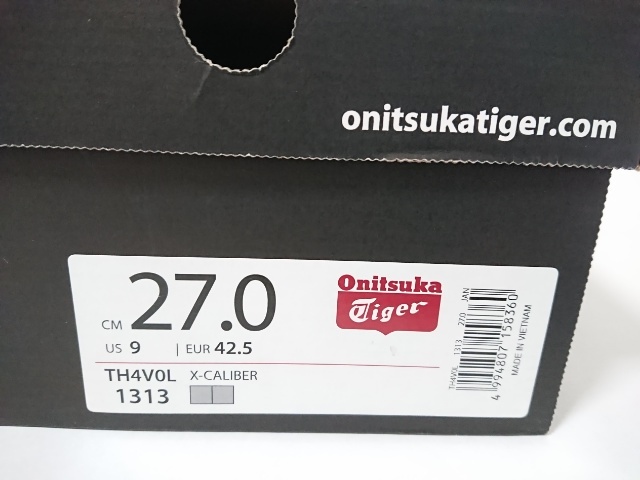 onitsukatiger.com
CM 27.0
US 9 | EUR 42.5
TH4V0L X-CALIBER
1313
Onitsuka
Tiger
TH4V0L 1313 27.0 JAN
4 994807 158360
MADE IN VIETNAM